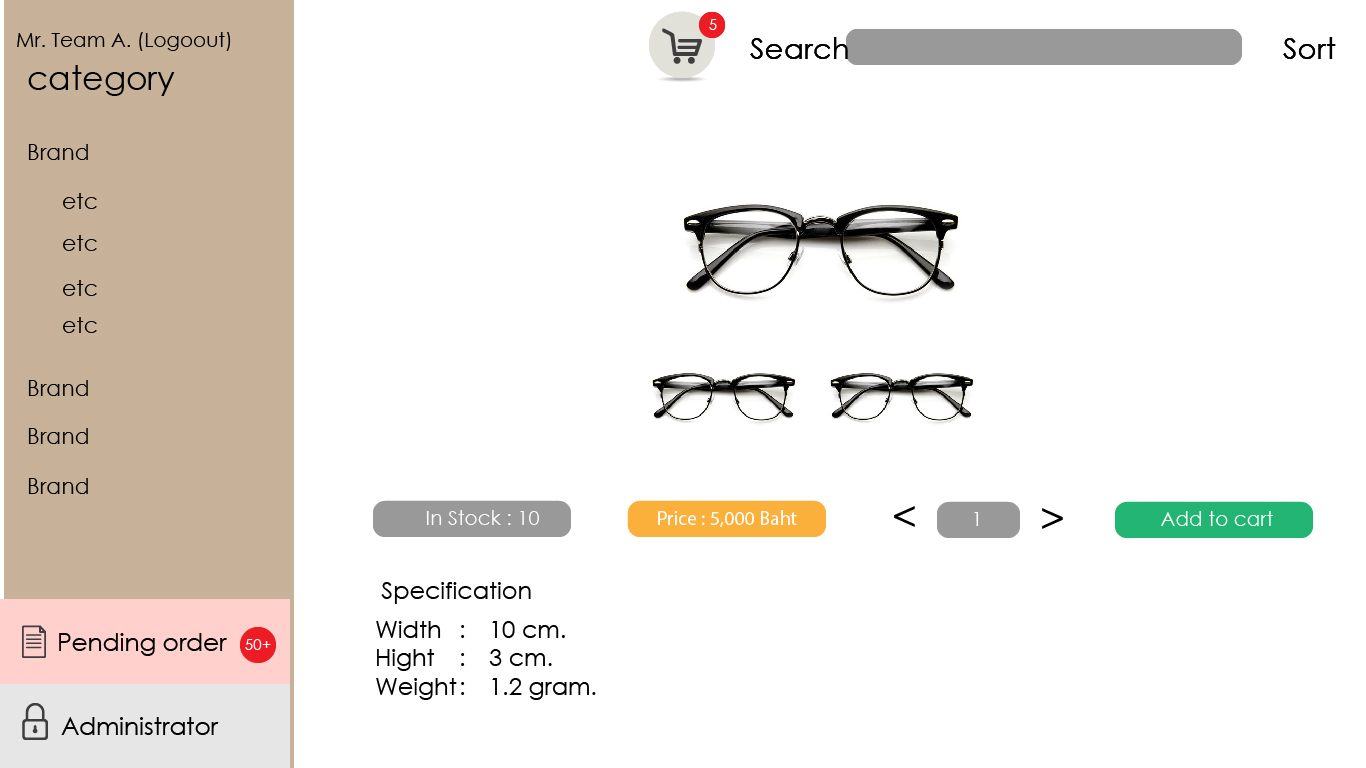 Mr. Team A. (Logoout)
category
Brand
etc
etc
etc
etc
Brand
Brand
Brand
Pending order 50+
Administrator
5
Search
Sort
In Stock : 10
Price : 5,000 Baht
< 1 >
Add to cart
Specification
Width : 10 cm.
Hight : 3 cm.
Weight : 1.2 gram.